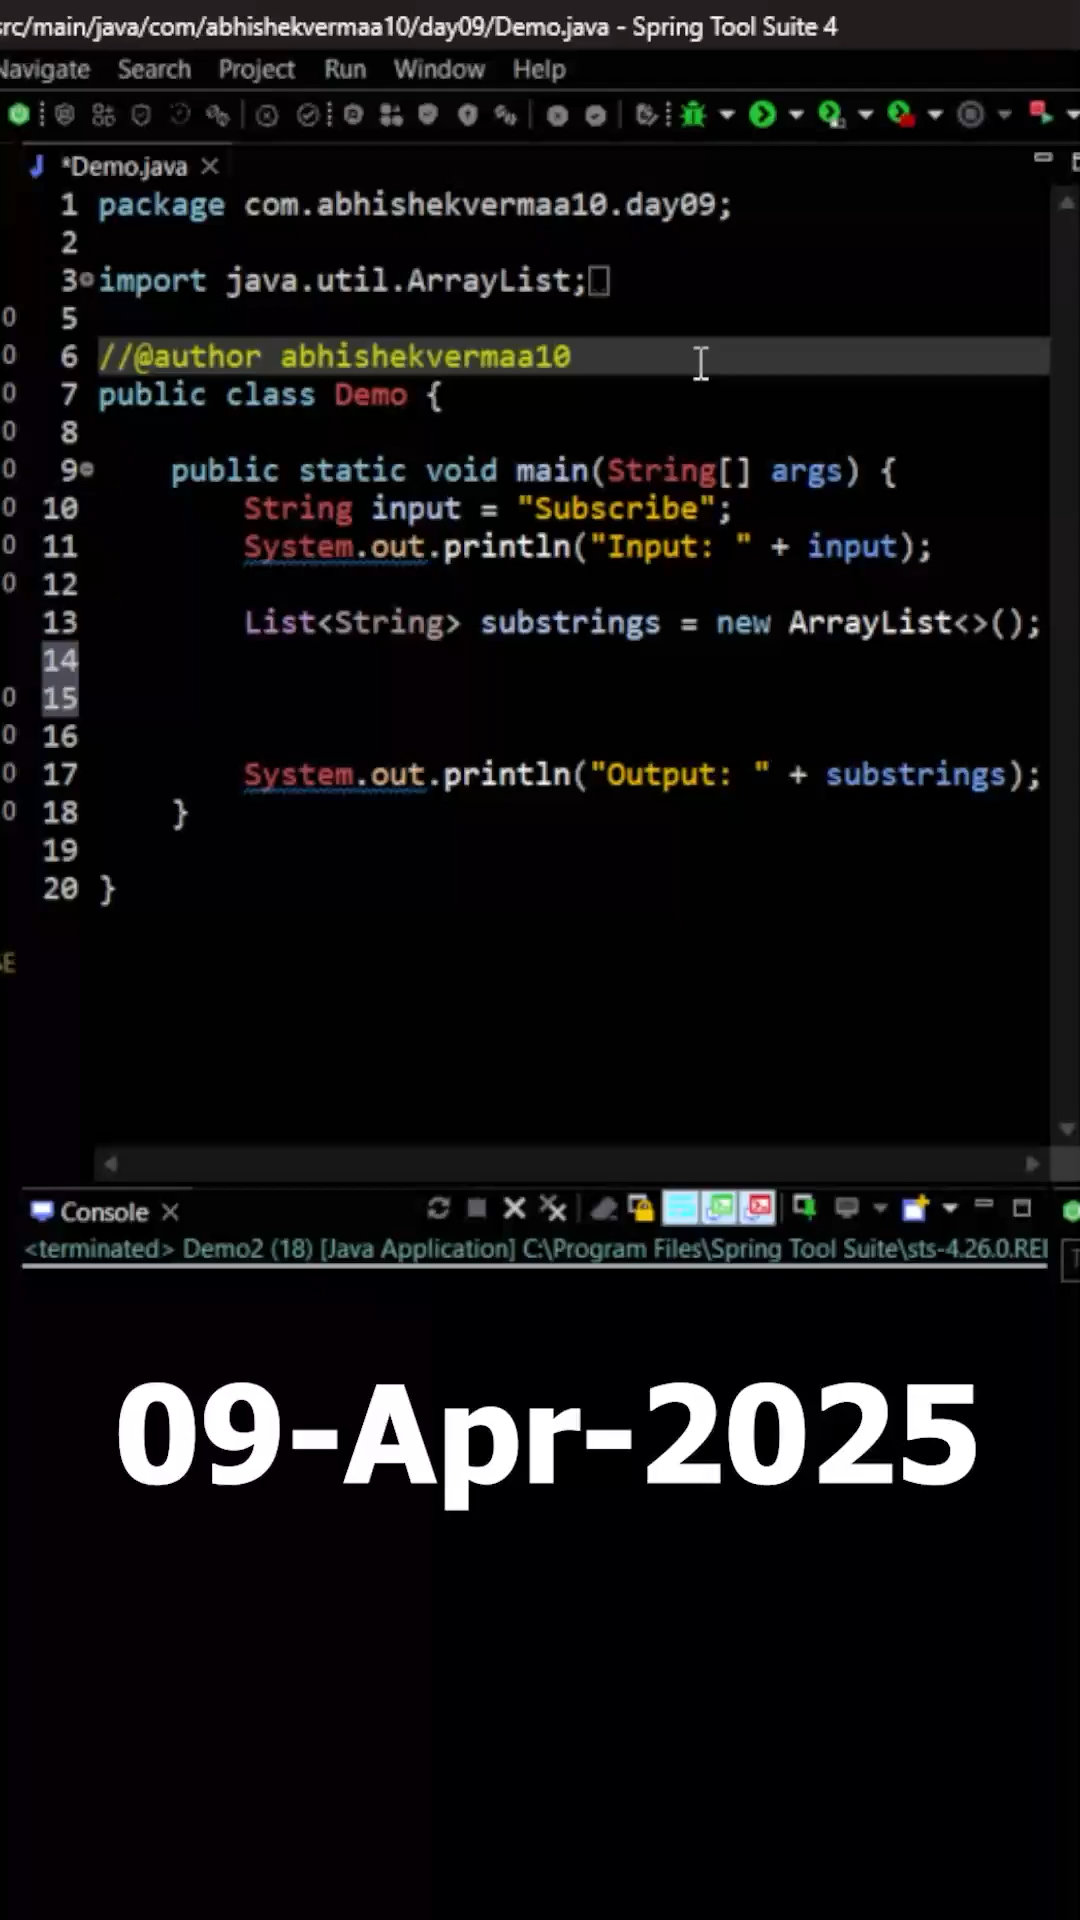 src/main/java/com/abhishekvermaa10/day09/Demo.java - Spring Tool Suite 4
Navigate Search Project Run Window Help
*Demo.java
1 package com.abhishekvermaa10.day09;
2
3 import java.util.ArrayList;
5
6 //@author abhishekvermaa10
7 public class Demo {
8
9 public static void main(String[] args) {
10 String input = "Subscribe";
11 System.out.println("Input: " + input);
12
13 List<String> substrings = new ArrayList<>();
14
15
16
17 System.out.println("Output: " + substrings);
18 }
19
20 }
Console
<terminated> Demo2 (18) [Java Application] C:\Program Files\Spring Tool Suite\sts-4.26.0.REI
09-Apr-2025